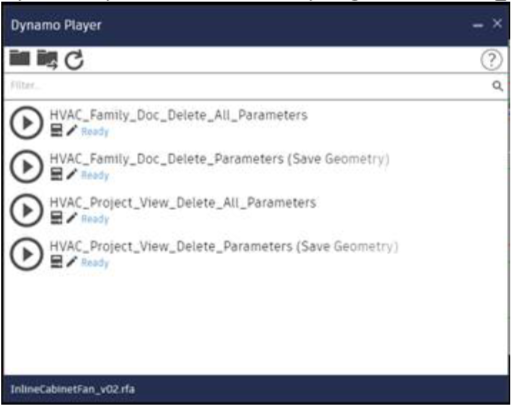 Dynamo Player
Filter...
HVAC_Family_Doc_Delete_All_Parameters
Ready
HVAC_Family_Doc_Delete_Parameters (Save Geometry)
Ready
HVAC_Project_View_Delete_All_Parameters
Ready
HVAC_Project_View_Delete_Parameters (Save Geometry)
Ready
InlineCabinetFan_v02.rfa